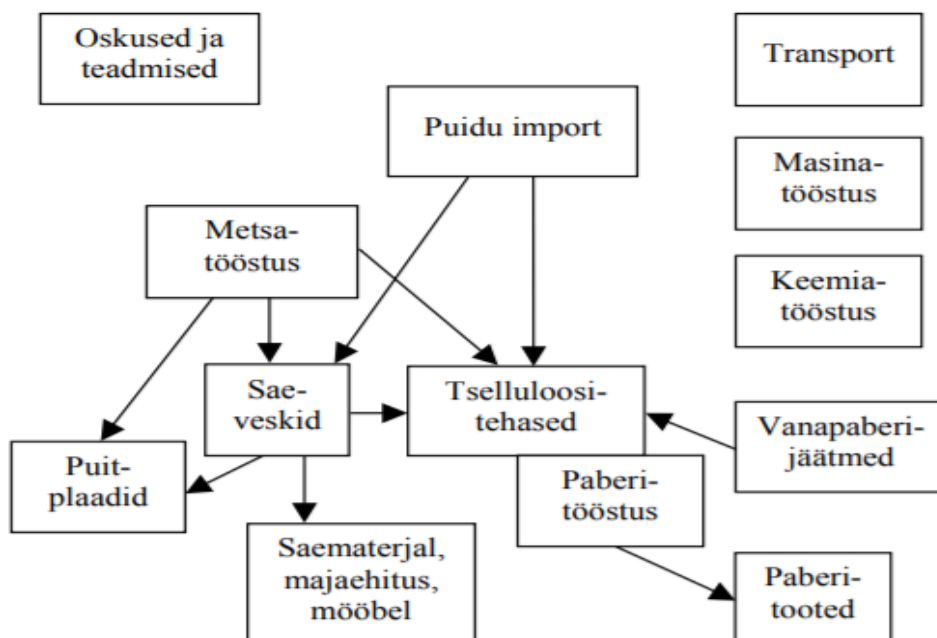 Oskused ja
teadmised
Transport
Puidu import
Masina-
tööstus
Metsa-
tööstus
Keemia-
tööstus
Sae-
veskid
Tselluloosi-
tehased
Vanapaberi-
jäätmed
Puit-
plaadid
Paberi-
tööstus
Saematerjal,
majaehitus,
mööbel
Paberi-
tooted